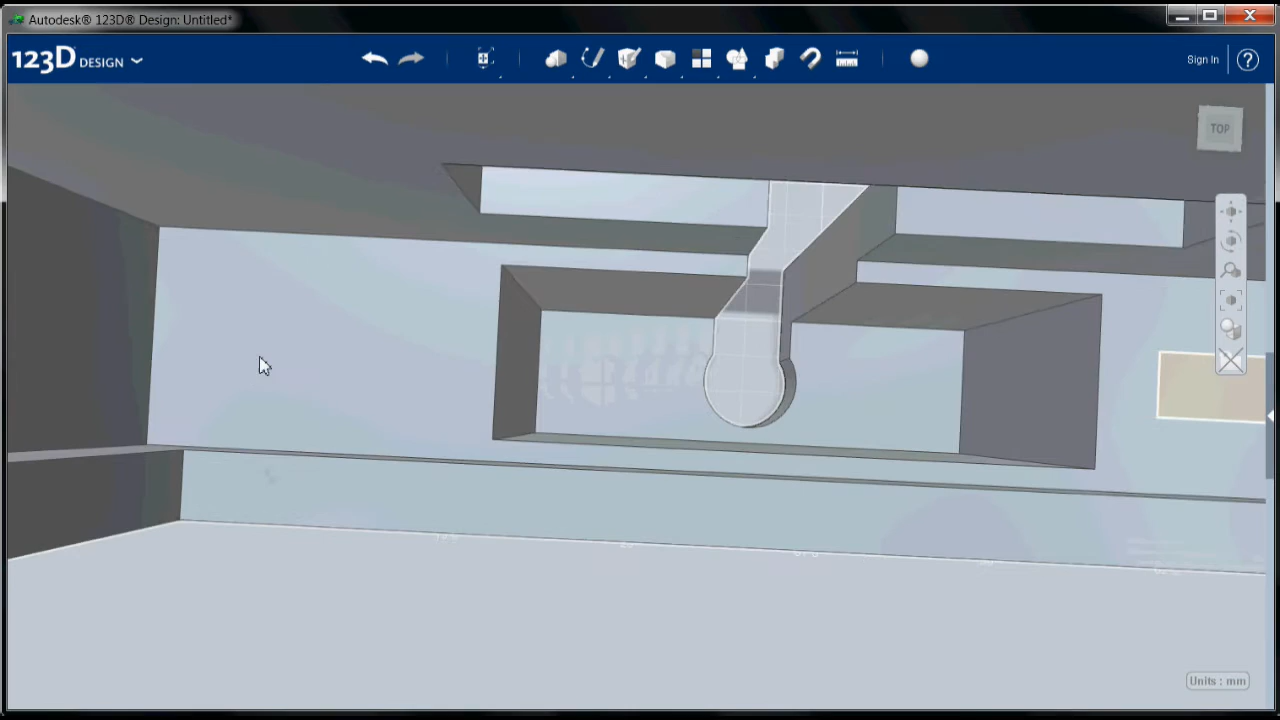 Autodesk® 123D® Design: Untitled*
123D DESIGN
Sign In
?
TOP
Units : mm